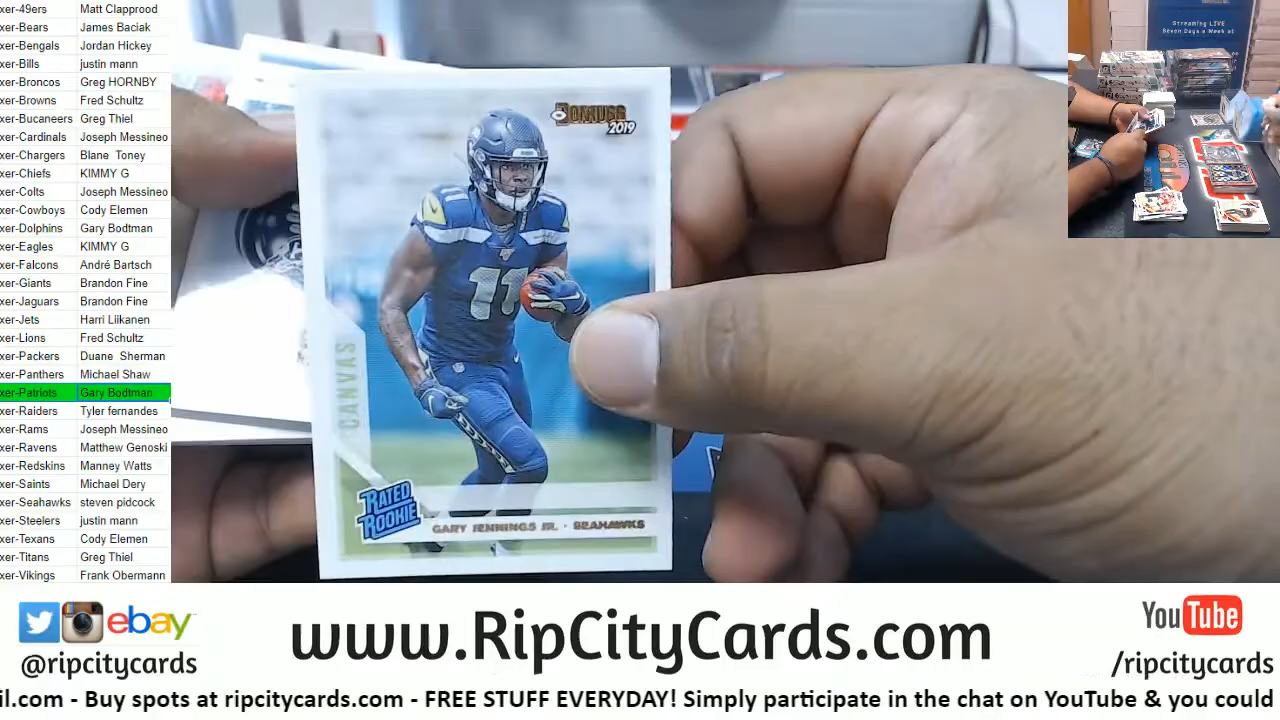 xer-49ers Matt Clapprood
xer-Bears James Baciak
xer-Bengals Jordan Hickey
xer-Bills justin mann
xer-Broncos Greg HORNBY
xer-Browns Fred Schultz
xer-Bucaneers Greg Thiel
xer-Cardinals Joseph Messineo
xer-Chargers Blane Toney
xer-Chiefs KIMMY G
xer-Colts Joseph Messineo
xer-Cowboys Cody Elemen
xer-Dolphins Gary Bodtman
xer-Eagles KIMMY G
xer-Falcons André Bartsch
xer-Giants Brandon Fine
xer-Jaguars Brandon Fine
xer-Jets Harri Liikanen
xer-Lions Fred Schultz
xer-Packers Duane Sherman
xer-Panthers Michael Shaw
xer-Patriots Gary Bodtman
xer-Raiders Tyler fernandes
xer-Rams Joseph Messineo
xer-Ravens Matthew Genoski
xer-Redskins Manney Watts
xer-Saints Michael Dery
xer-Seahawks steven pidcock
xer-Steelers justin mann
xer-Texans Cody Elemen
xer-Titans Greg Thiel
xer-Vikings Frank Obermann
DONRUSS
2019
11
11
CANVAS
RATED
ROOKIE
GARY JENNINGS JR. · SEAHAWKS
Streaming LIVE
Seven Days a Week at
ebay
@ripcitycards
www.RipCityCards.com
YouTube
/ripcitycards
il.com - Buy spots at ripcitycards.com - FREE STUFF EVERYDAY! Simply participate in the chat on YouTube & you could